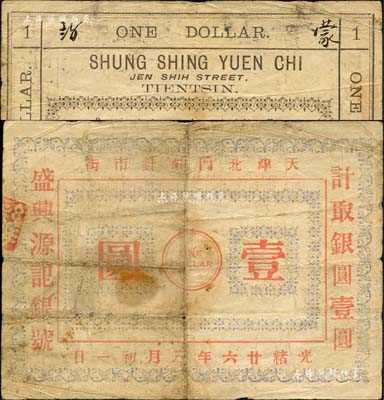 1 ONE DOLLAR. 1
SHUNG SHING YUEN CHI
JEN SHIH STREET,
TIENTSIN.
LLAR.
ONE
天津北門外針市街
計取銀圓壹圓
壹圓
ONE
DOLLAR
盛興源記銀號
光緒廿六年 月初一日